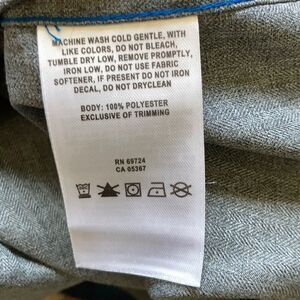 MACHINE WASH COLD GENTLE, WITH
LIKE COLORS, DO NOT BLEACH,
TUMBLE DRY LOW, REMOVE PROMPTLY,
IRON LOW, DO NOT USE FABRIC
SOFTENER, IF PRESENT DO NOT IRON
DECAL, DO NOT DRYCLEAN
BODY: 100% POLYESTER
EXCLUSIVE OF TRIMMING
RN 69724
CA 05367